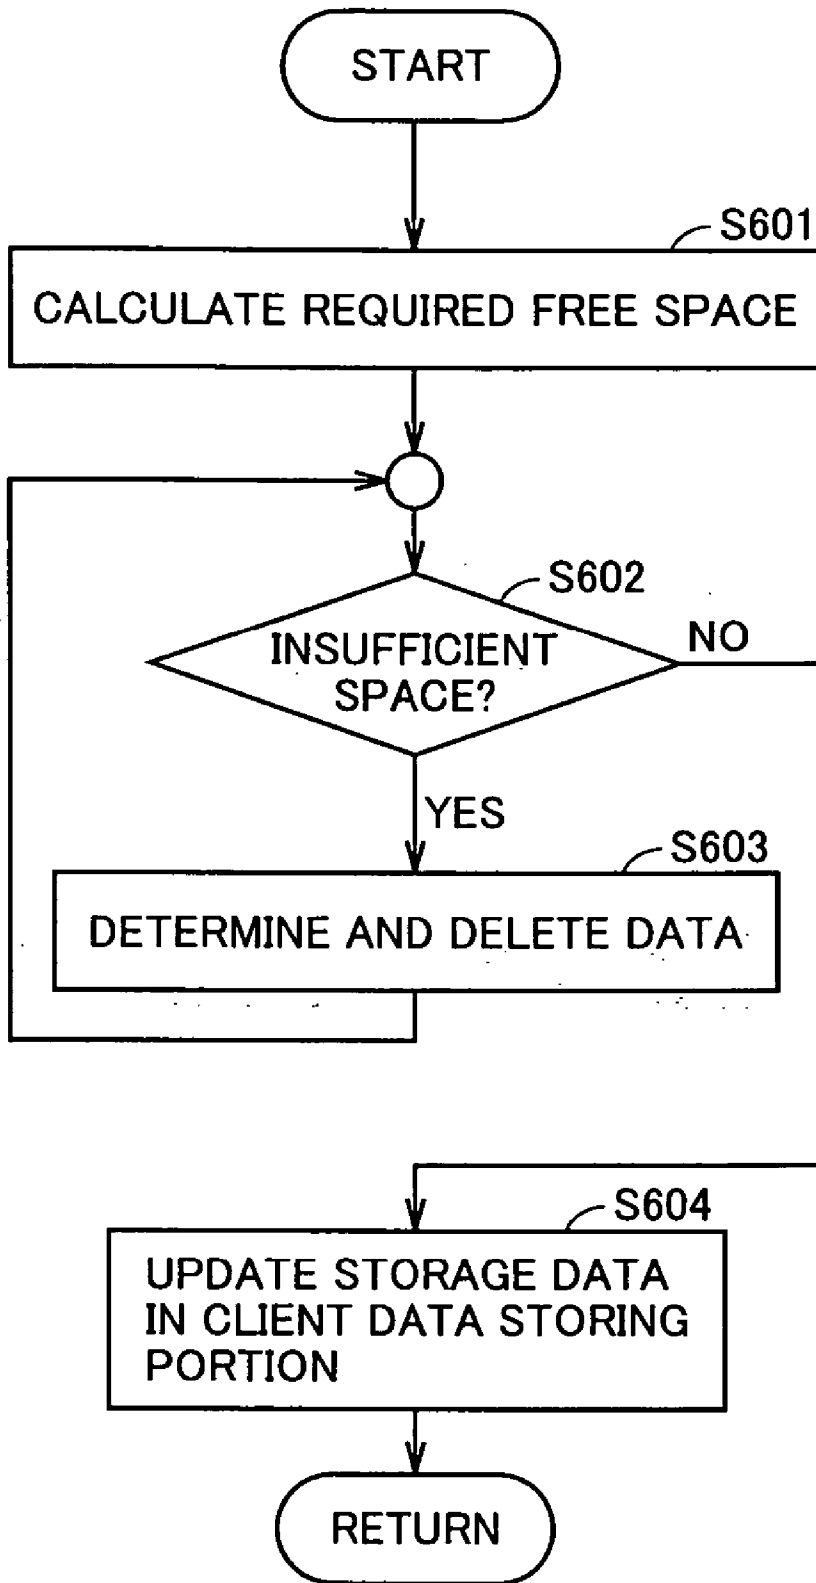 START
S601
CALCULATE REQUIRED FREE SPACE
S602
INSUFFICIENT
SPACE?
NO
YES
S603
DETERMINE AND DELETE DATA
S604
UPDATE STORAGE DATA
IN CLIENT DATA STORING
PORTION
RETURN